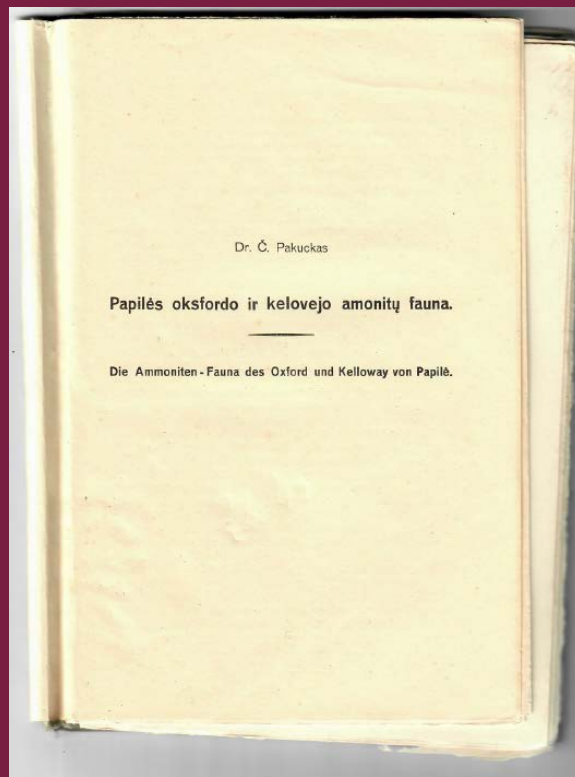 Dr. Č. Pakuckas
Papilės oksfordo ir kelovejo amonitų fauna.
Die Ammoniten-Fauna des Oxford und Kelloway von Papilė.